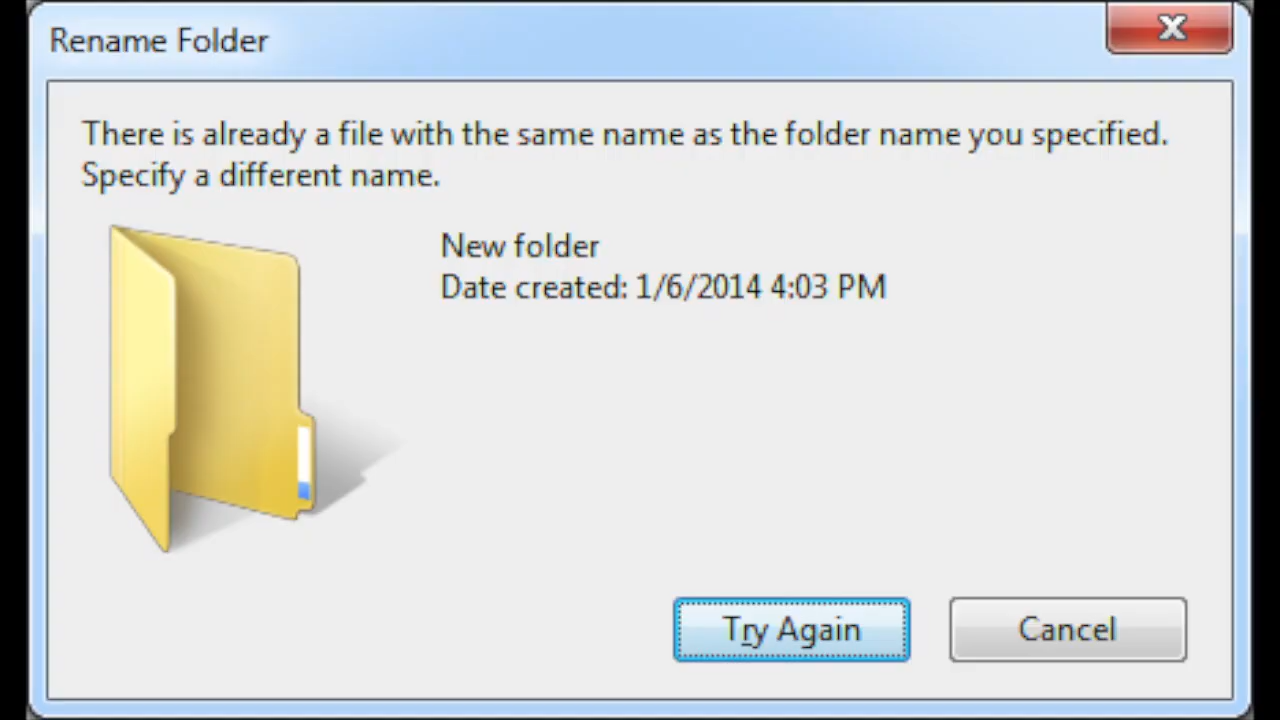 Rename Folder
There is already a file with the same name as the folder name you specified.
Specify a different name.
New folder
Date created: 1/6/2014 4:03 PM
Try Again
Cancel